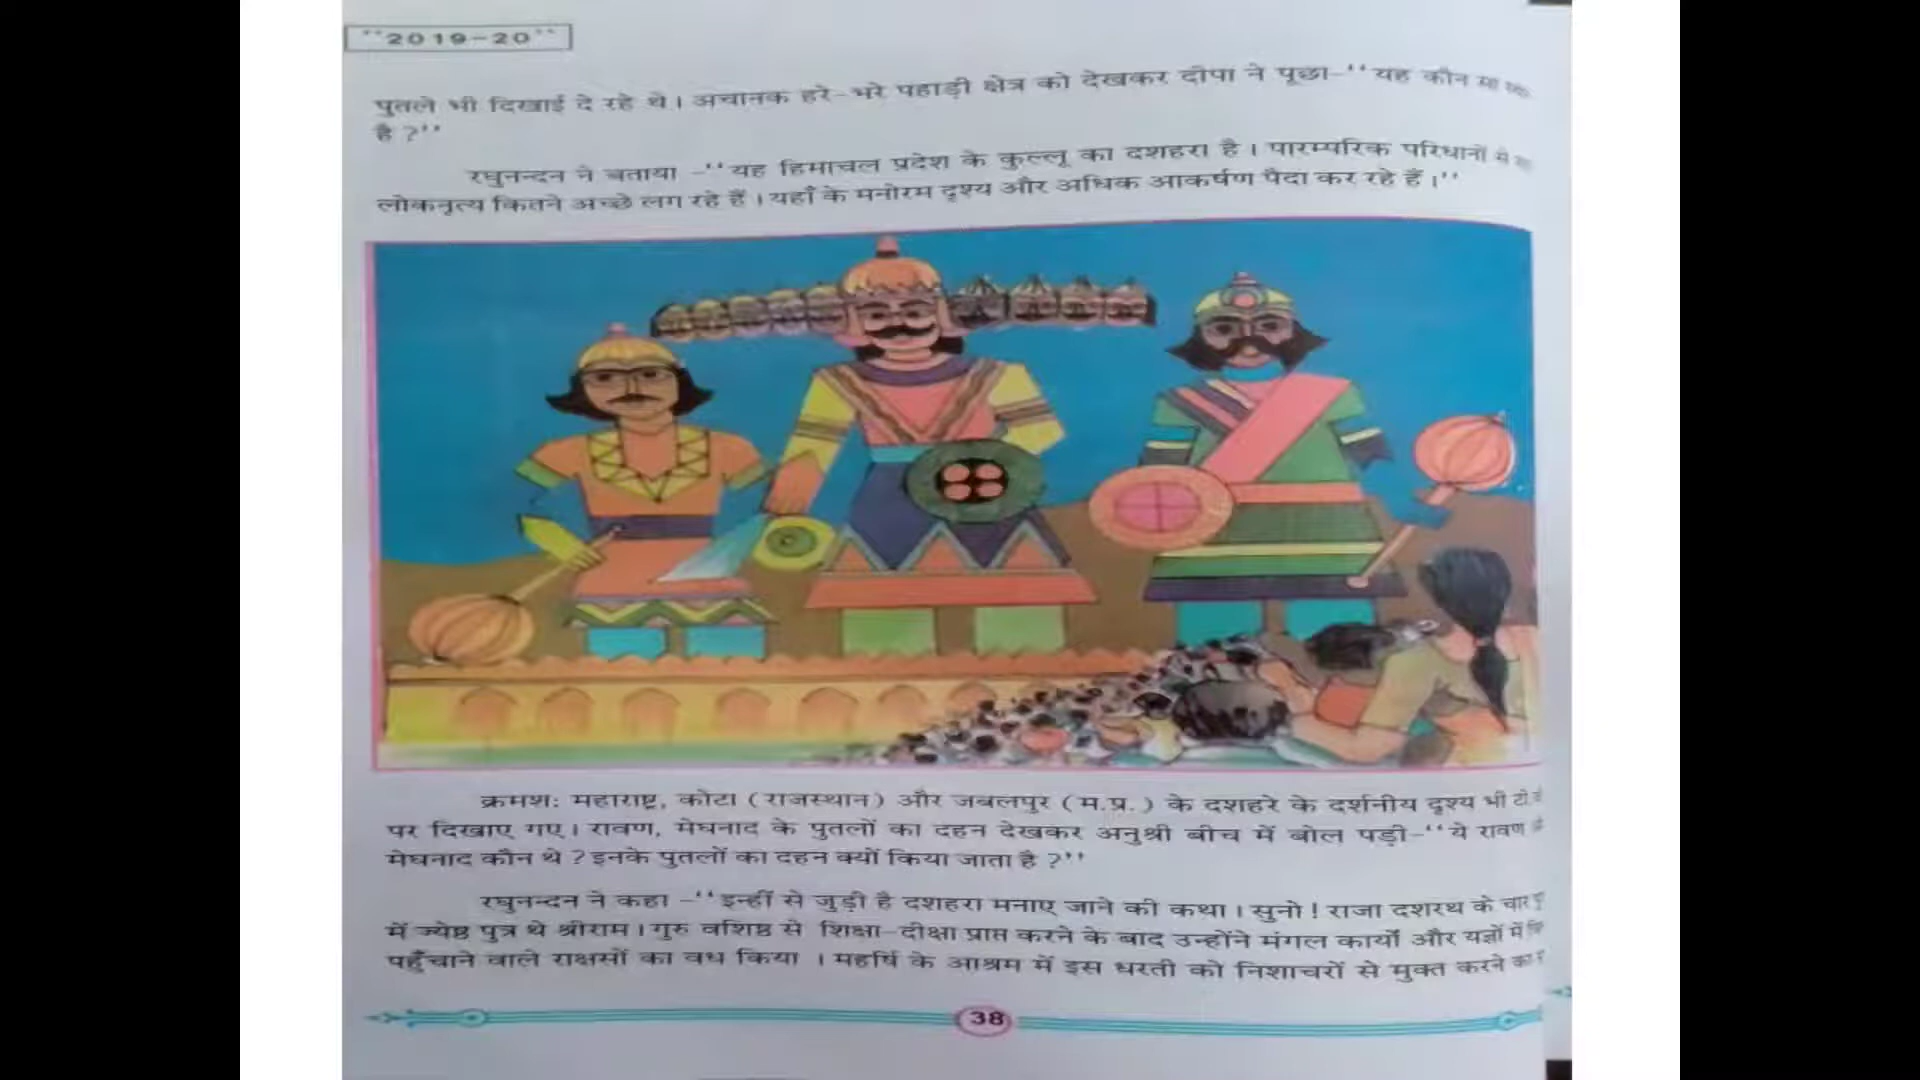 "2019-20"
पुतले भी दिखाई दे रहे थे। अचानक हरे-भरे पहाड़ी क्षेत्र को देखकर दीपा ने पूछा-"यह कौन सा
है ?"
रघुनन्दन ने बताया -"यह हिमाचल प्रदेश के कुल्लू का दशहरा है। पारम्परिक परिधानों में
लोकनृत्य कितने अच्छे लग रहे हैं। यहाँ के मनोरम दृश्य और अधिक आकर्षण पैदा कर रहे हैं।"
क्रमश: महाराष्ट्र, कोटा (राजस्थान) और जबलपुर (म.प्र.) के दशहरे के दर्शनीय दृश्य भी
पर दिखाए गए। रावण, मेघनाद के पुतलों का दहन देखकर अनुश्री बीच में बोल पड़ी-"ये रावण
मेघनाद कौन थे ? इनके पुतलों का दहन क्यों किया जाता है ?"
रघुनन्दन ने कहा -"इन्हीं से जुड़ी है दशहरा मनाए जाने की कथा। सुनो ! राजा दशरथ के चार
में ज्येष्ठ पुत्र थे श्रीराम। गुरु वशिष्ठ से शिक्षा-दीक्षा प्राप्त करने के बाद उन्होंने मंगल कार्यों और यज्ञों में
पहुँचाने वाले राक्षसों का वध किया । महर्षि के आश्रम में इस धरती को निशाचरों से मुक्त करने का
38